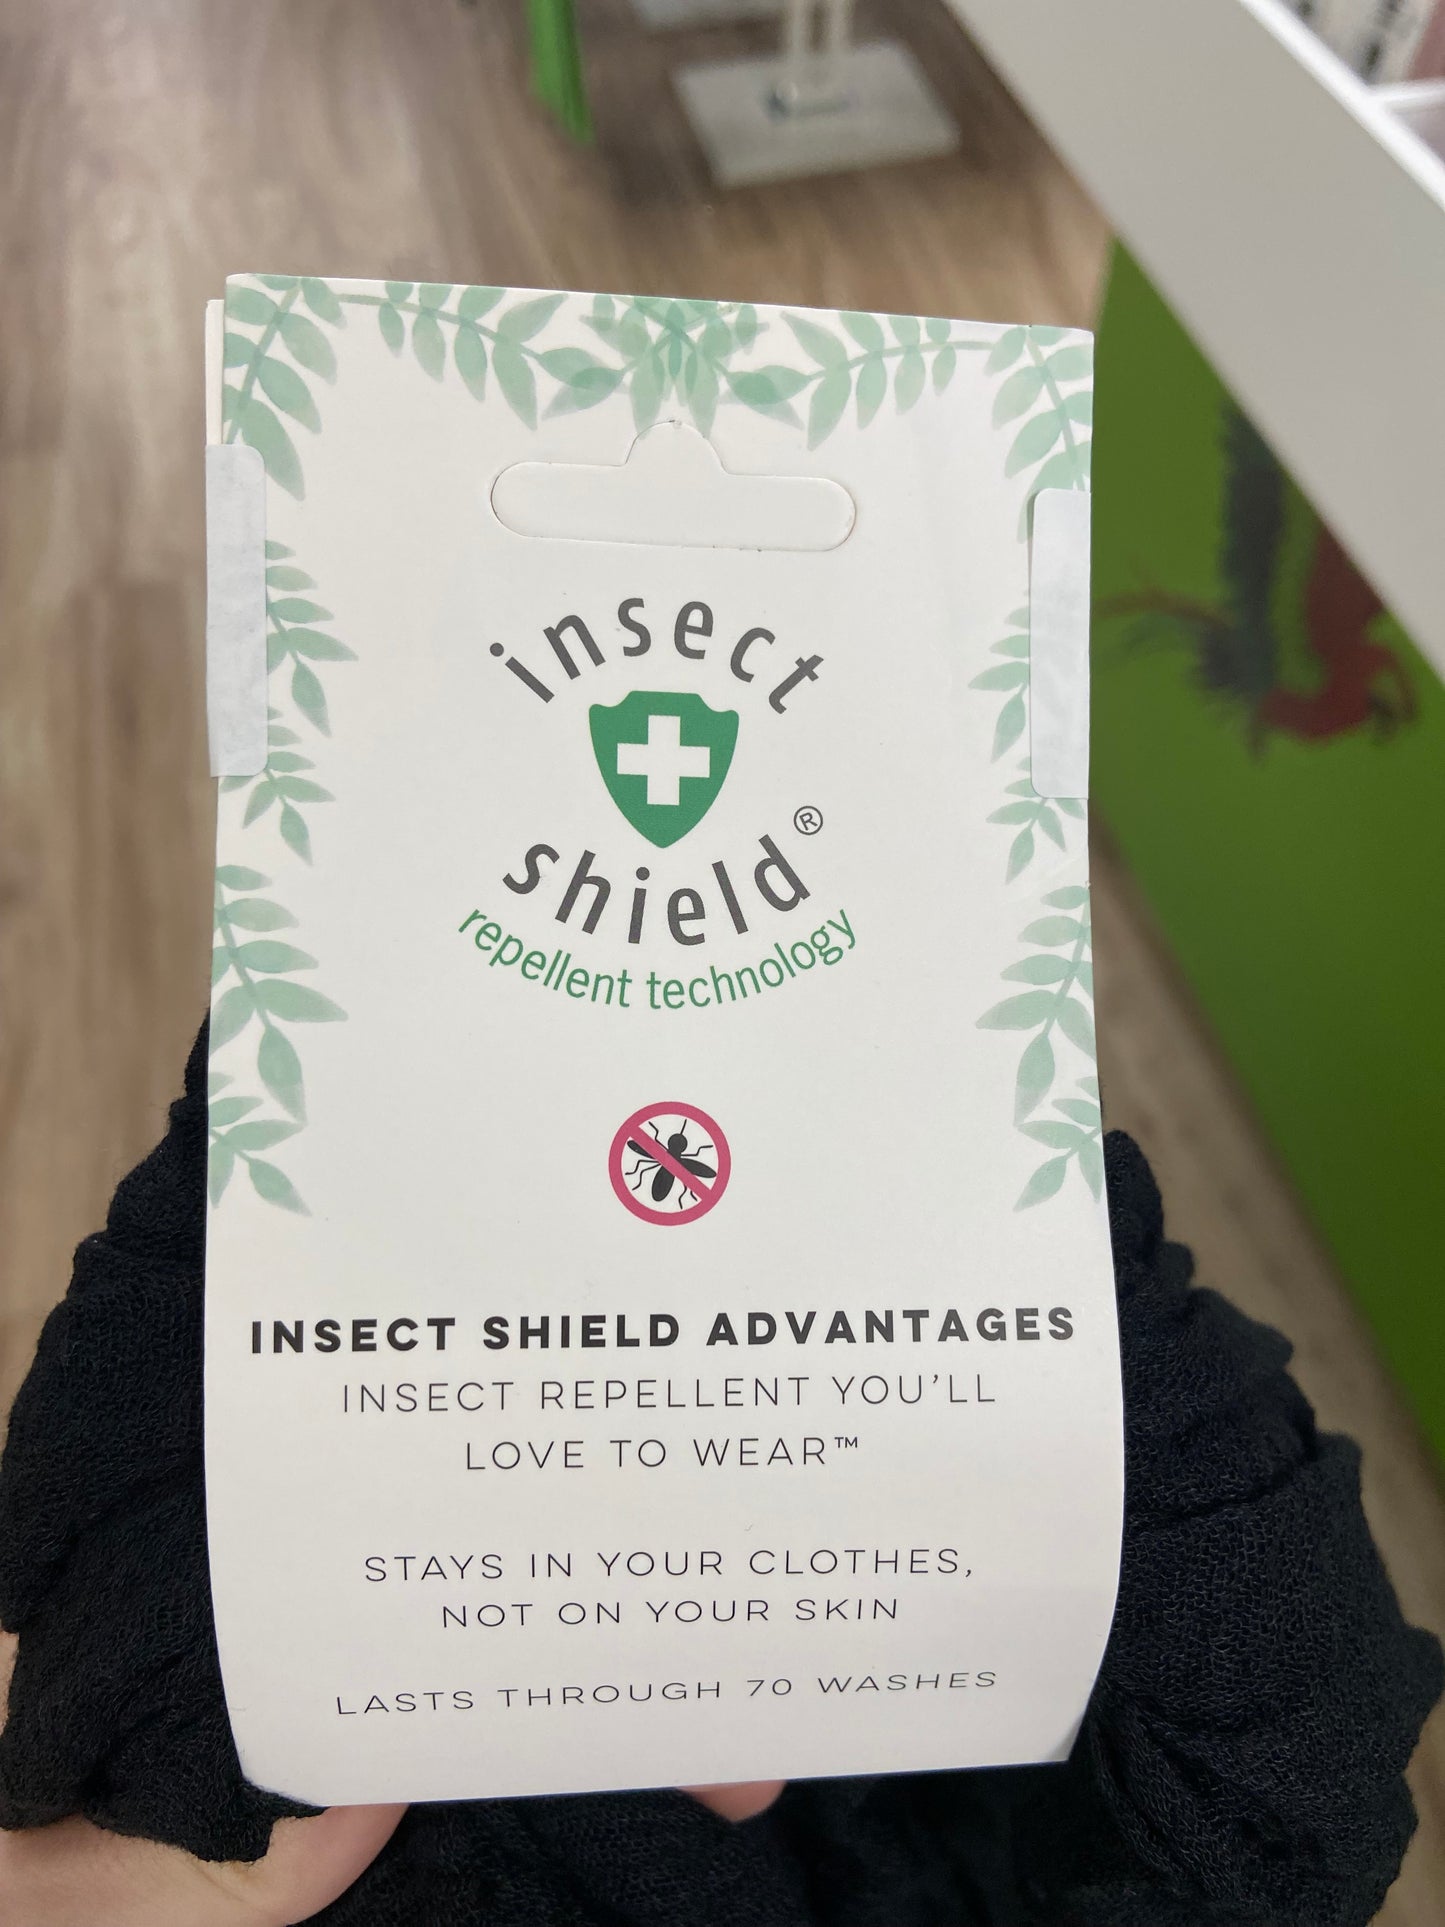 insect
shield®
repellent technology
INSECT SHIELD ADVANTAGES
INSECT REPELLENT YOU'LL
LOVE TO WEAR™
STAYS IN YOUR CLOTHES,
NOT ON YOUR SKIN
LASTS THROUGH 70 WASHES